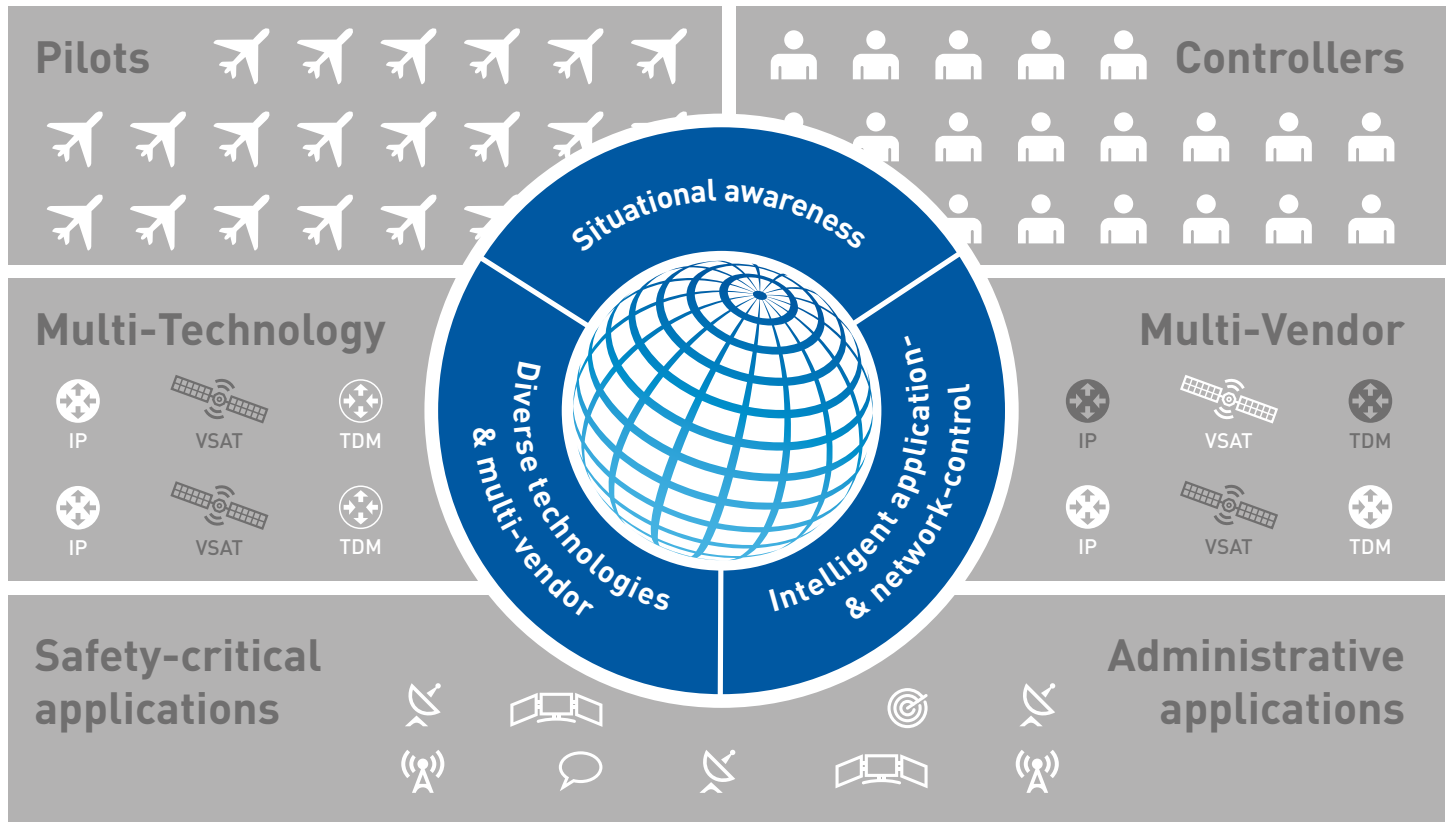 Pilots
Controllers
Situational awareness
Multi-Technology
IP
VSAT
TDM
IP
VSAT
TDM
Diverse technologies
& multi-vendor
Intelligent application-
& network-control
Multi-Vendor
IP
VSAT
TDM
IP
VSAT
TDM
Safety-critical
applications
Administrative
applications